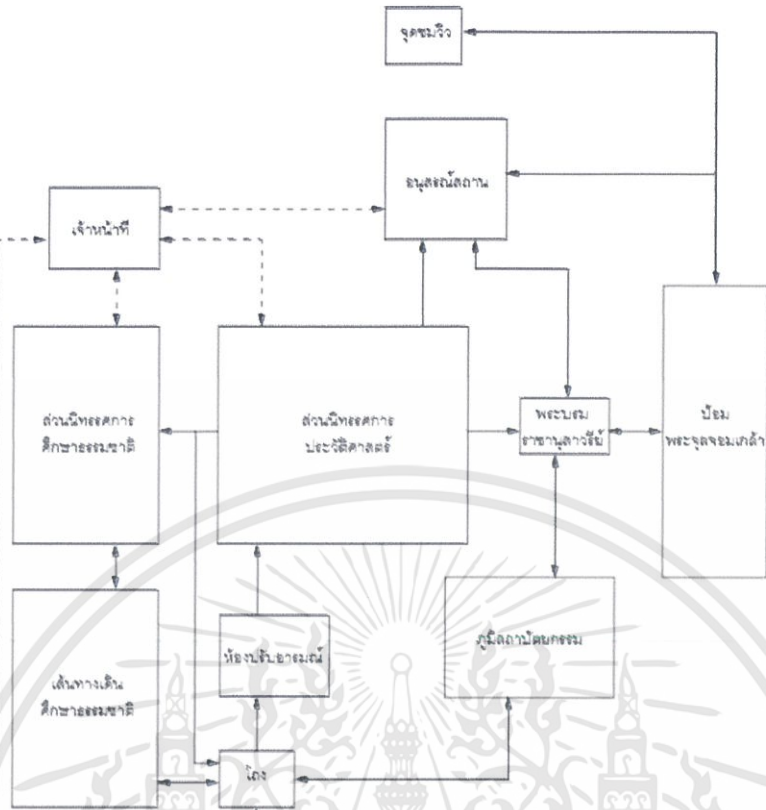 จุดชมวิว
อนุสรณ์สถาน
เจ้าหน้าที่
ส่วนนิทรรศการ
ศึกษาธรรมชาติ
ส่วนนิทรรศการ
ประวัติศาสตร์
พระบรม
ราชานุสาวรีย์
ป้อม
พระจุลจอมเกล้า
ห้องปรับอารมณ์
ภูมิสถาปัตยกรรม
เส้นทางเดิน
ศึกษาธรรมชาติ
โถง